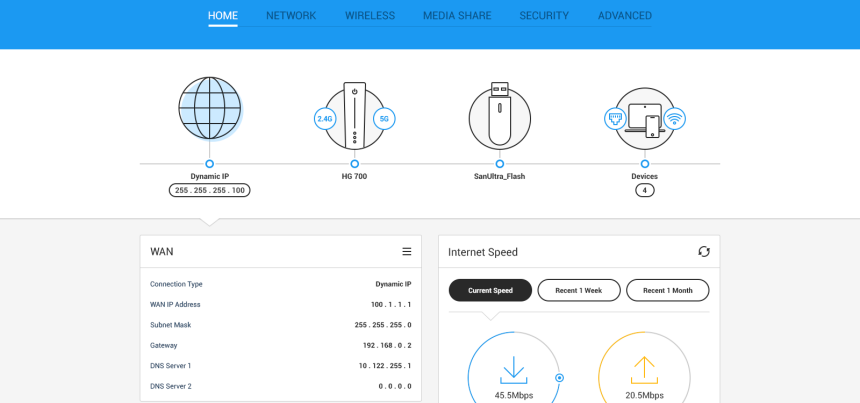 HOME NETWORK WIRELESS MEDIA SHARE SECURITY ADVANCED
2.4G 5G
Dynamic IP HG 700 SanUltra_Flash Devices
255 . 255 . 255 . 100 4
WAN Internet Speed
Connection Type Dynamic IP
Current Speed Recent 1 Week Recent 1 Month
WAN IP Address 100 . 1 . 1 . 1
Subnet Mask 255 . 255 . 255 . 0
Gateway 192 . 168 . 0 . 2
DNS Server 1 10 . 122 . 255 . 1
DNS Server 2 0 . 0 . 0 . 0
45.5Mbps 20.5Mbps